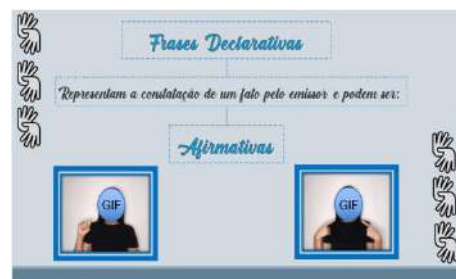 Frases Declarativas
Representam a constatação de um fato pelo emissor e podem ser:
Afirmativas
GIF
GIF